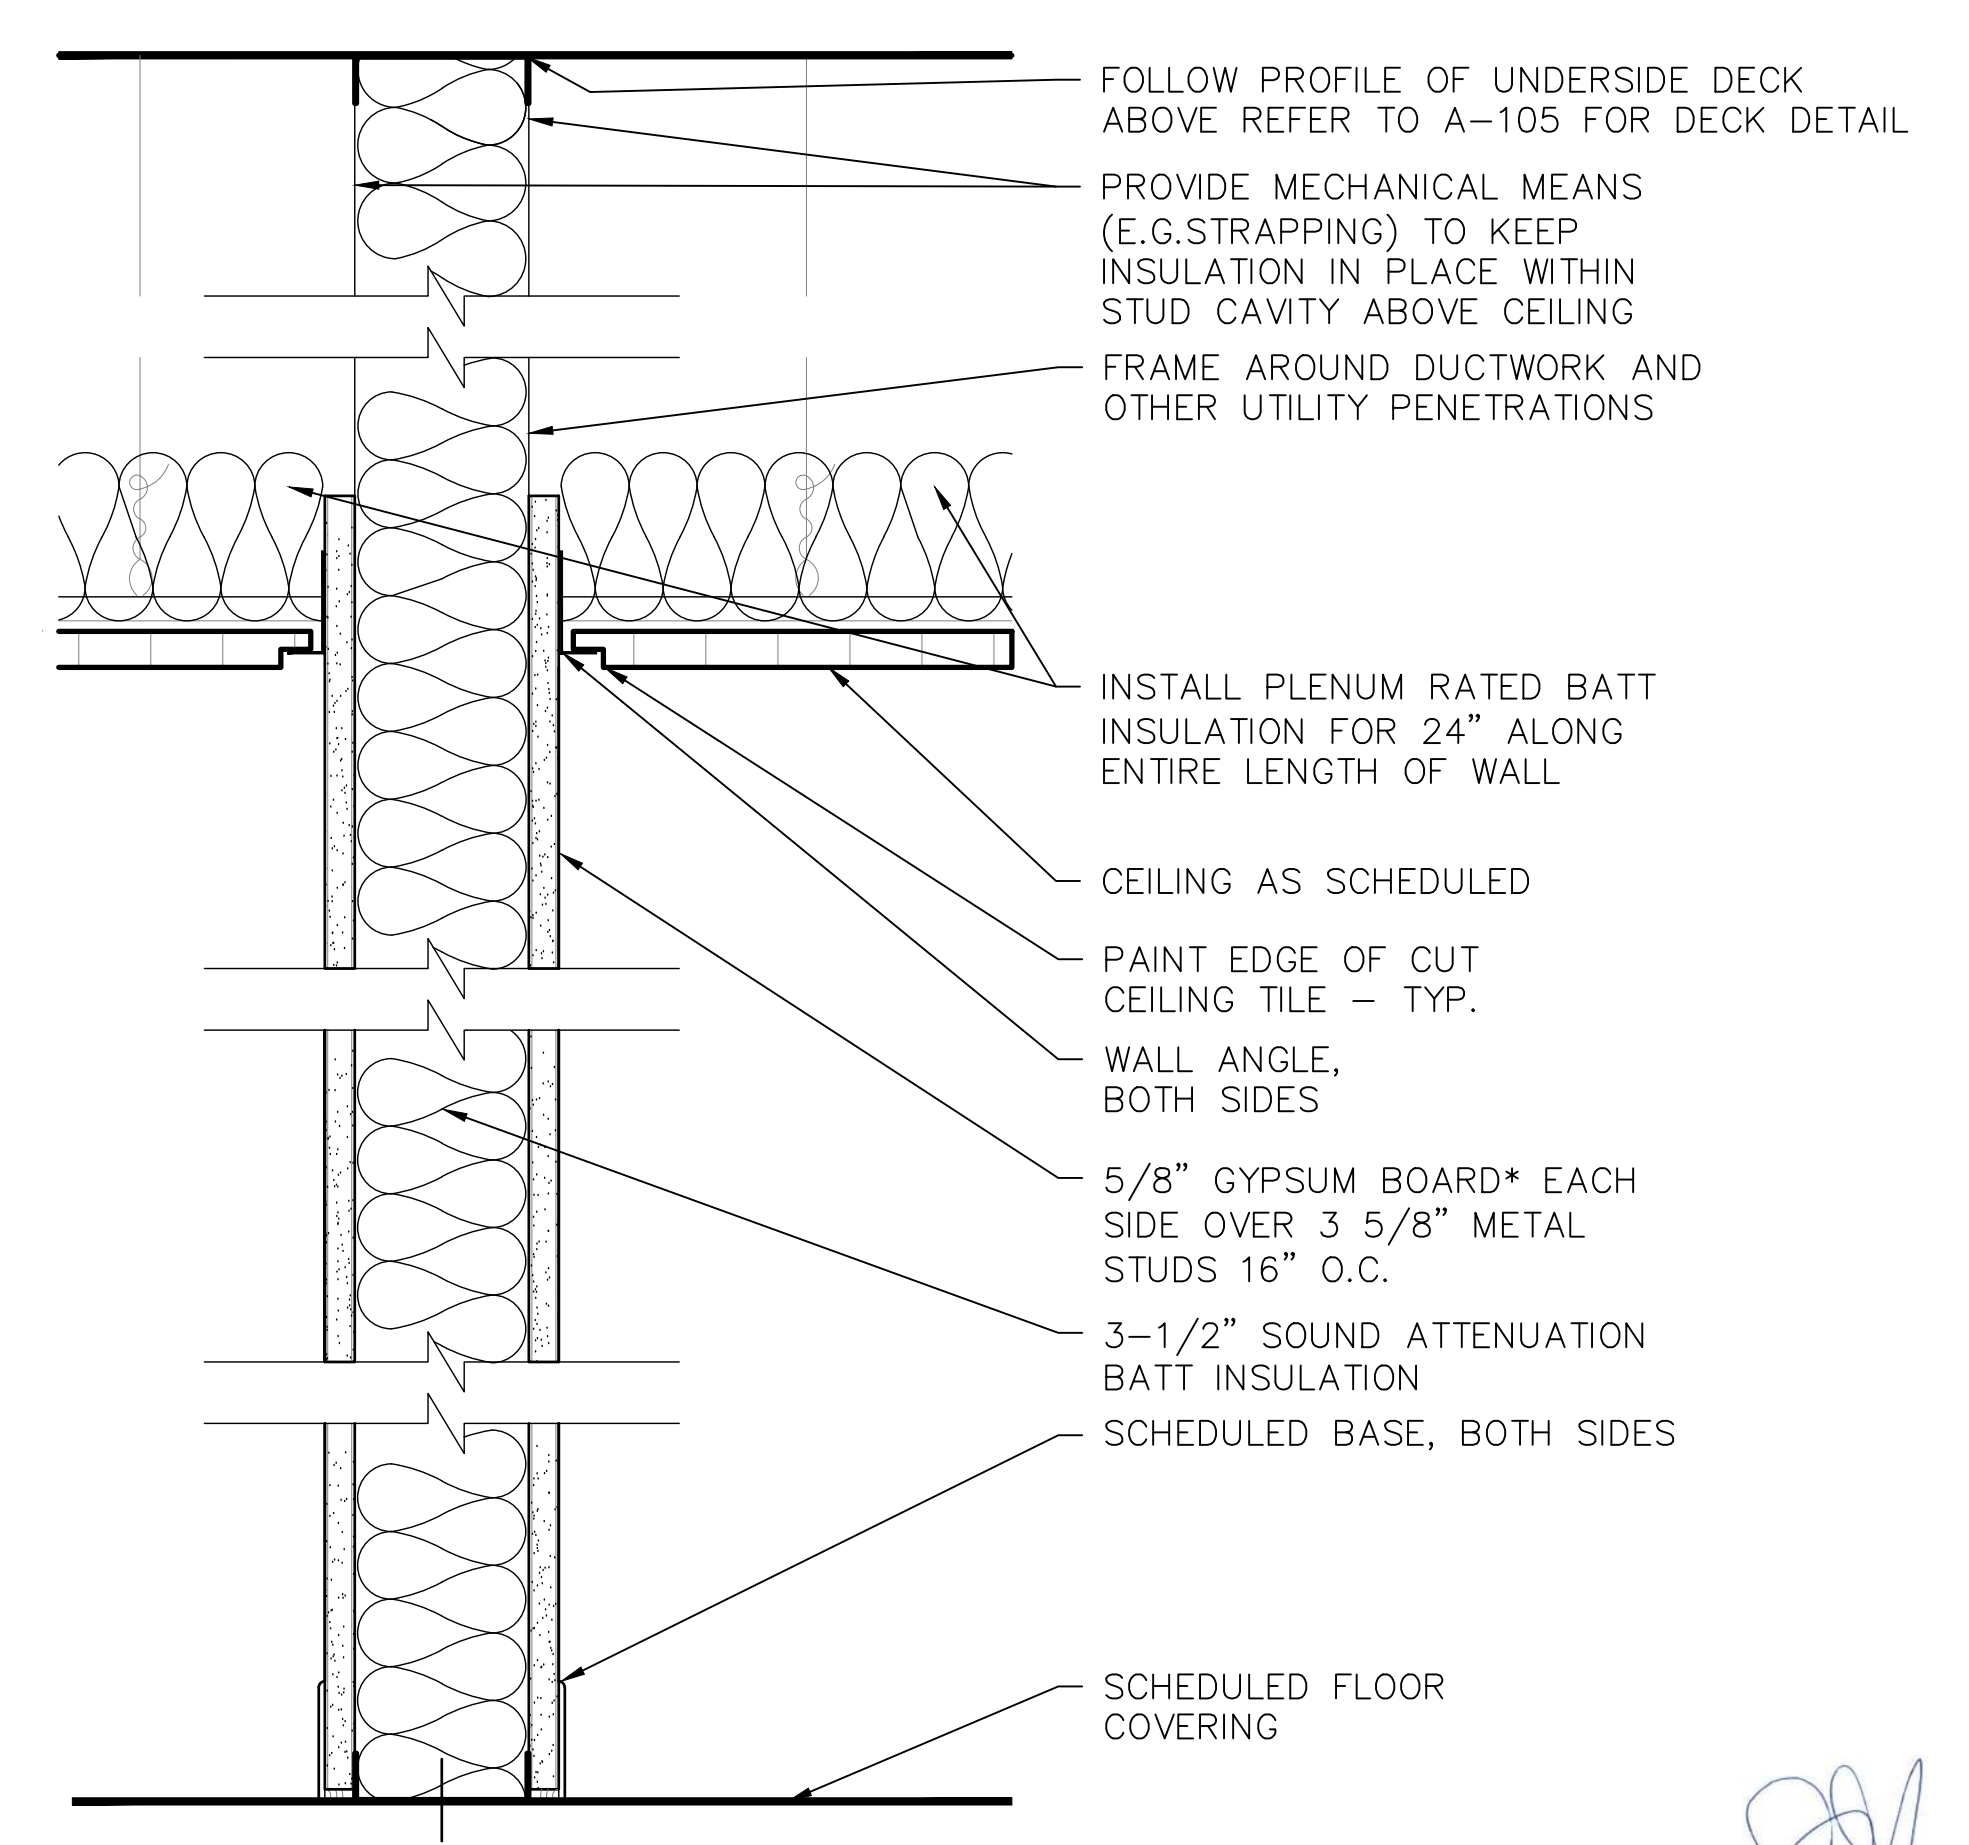 FOLLOW PROFILE OF UNDERSIDE DECK
ABOVE REFER TO A-105 FOR DECK DETAIL
PROVIDE MECHANICAL MEANS
(E.G.STRAPPING) TO KEEP
INSULATION IN PLACE WITHIN
STUD CAVITY ABOVE CEILING
FRAME AROUND DUCTWORK AND
OTHER UTILITY PENETRATIONS
INSTALL PLENUM RATED BATT
INSULATION FOR 24" ALONG
ENTIRE LENGTH OF WALL
CEILING AS SCHEDULED
PAINT EDGE OF CUT
CEILING TILE - TYP.
WALL ANGLE,
BOTH SIDES
5/8" GYPSUM BOARD* EACH
SIDE OVER 3 5/8" METAL
STUDS 16" O.C.
3-1/2" SOUND ATTENUATION
BATT INSULATION
SCHEDULED BASE, BOTH SIDES
SCHEDULED FLOOR
COVERING